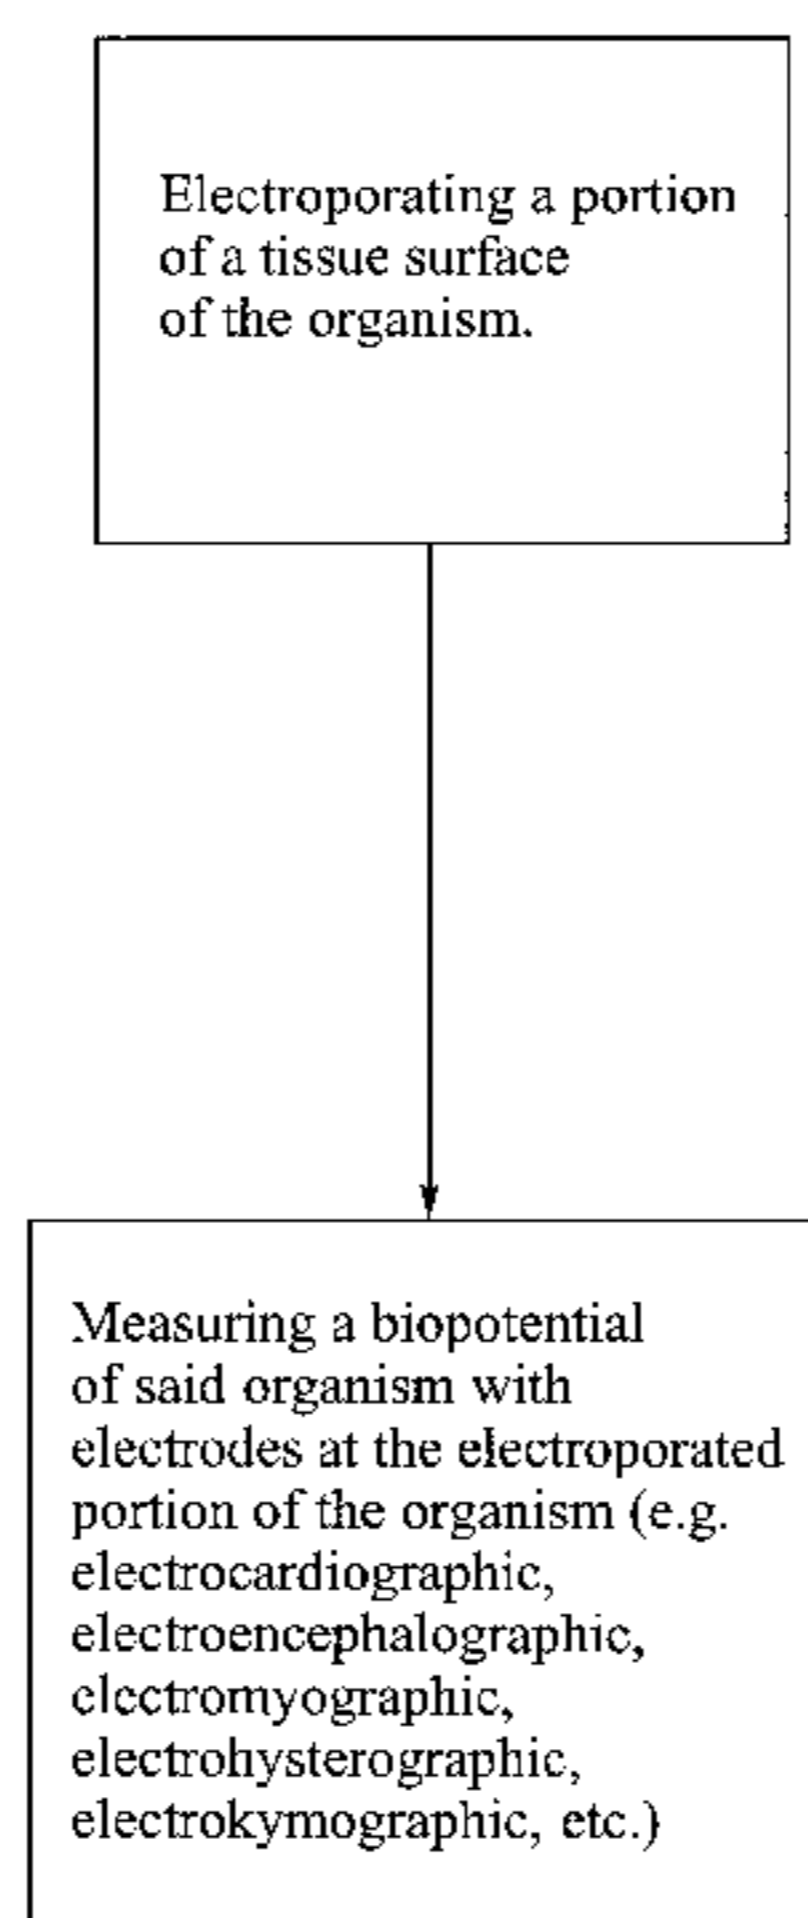 Electroporating a portion
of a tissue surface
of the organism.
Measuring a biopotential
of said organism with
electrodes at the electroporated
portion of the organism (e.g.
electrocardiographic,
electroencephalographic,
electromyographic,
electrohysterographic,
electrokymographic, etc.)